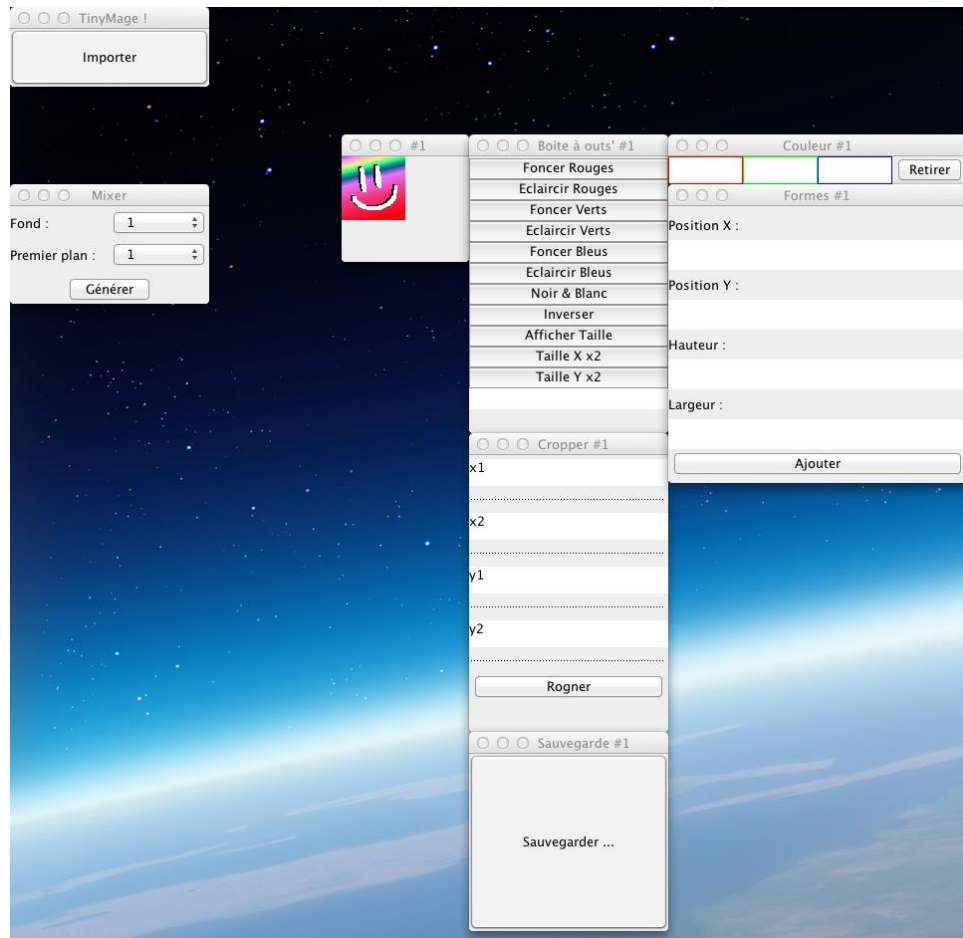 TinyMage !
Importer
Mixer
Fond :
1
Premier plan :
1
Générer
#1
Boite à outs' #1
Foncer Rouges
Eclaircir Rouges
Foncer Verts
Eclaircir Verts
Foncer Bleus
Eclaircir Bleus
Noir & Blanc
Inverser
Afficher Taille
Taille X x2
Taille Y x2
Couleur #1
Retirer
Formes #1
Position X :
Position Y :
Hauteur :
Largeur :
Ajouter
Cropper #1
x1
x2
y1
y2
Rogner
Sauvegarde #1
Sauvegarder ...